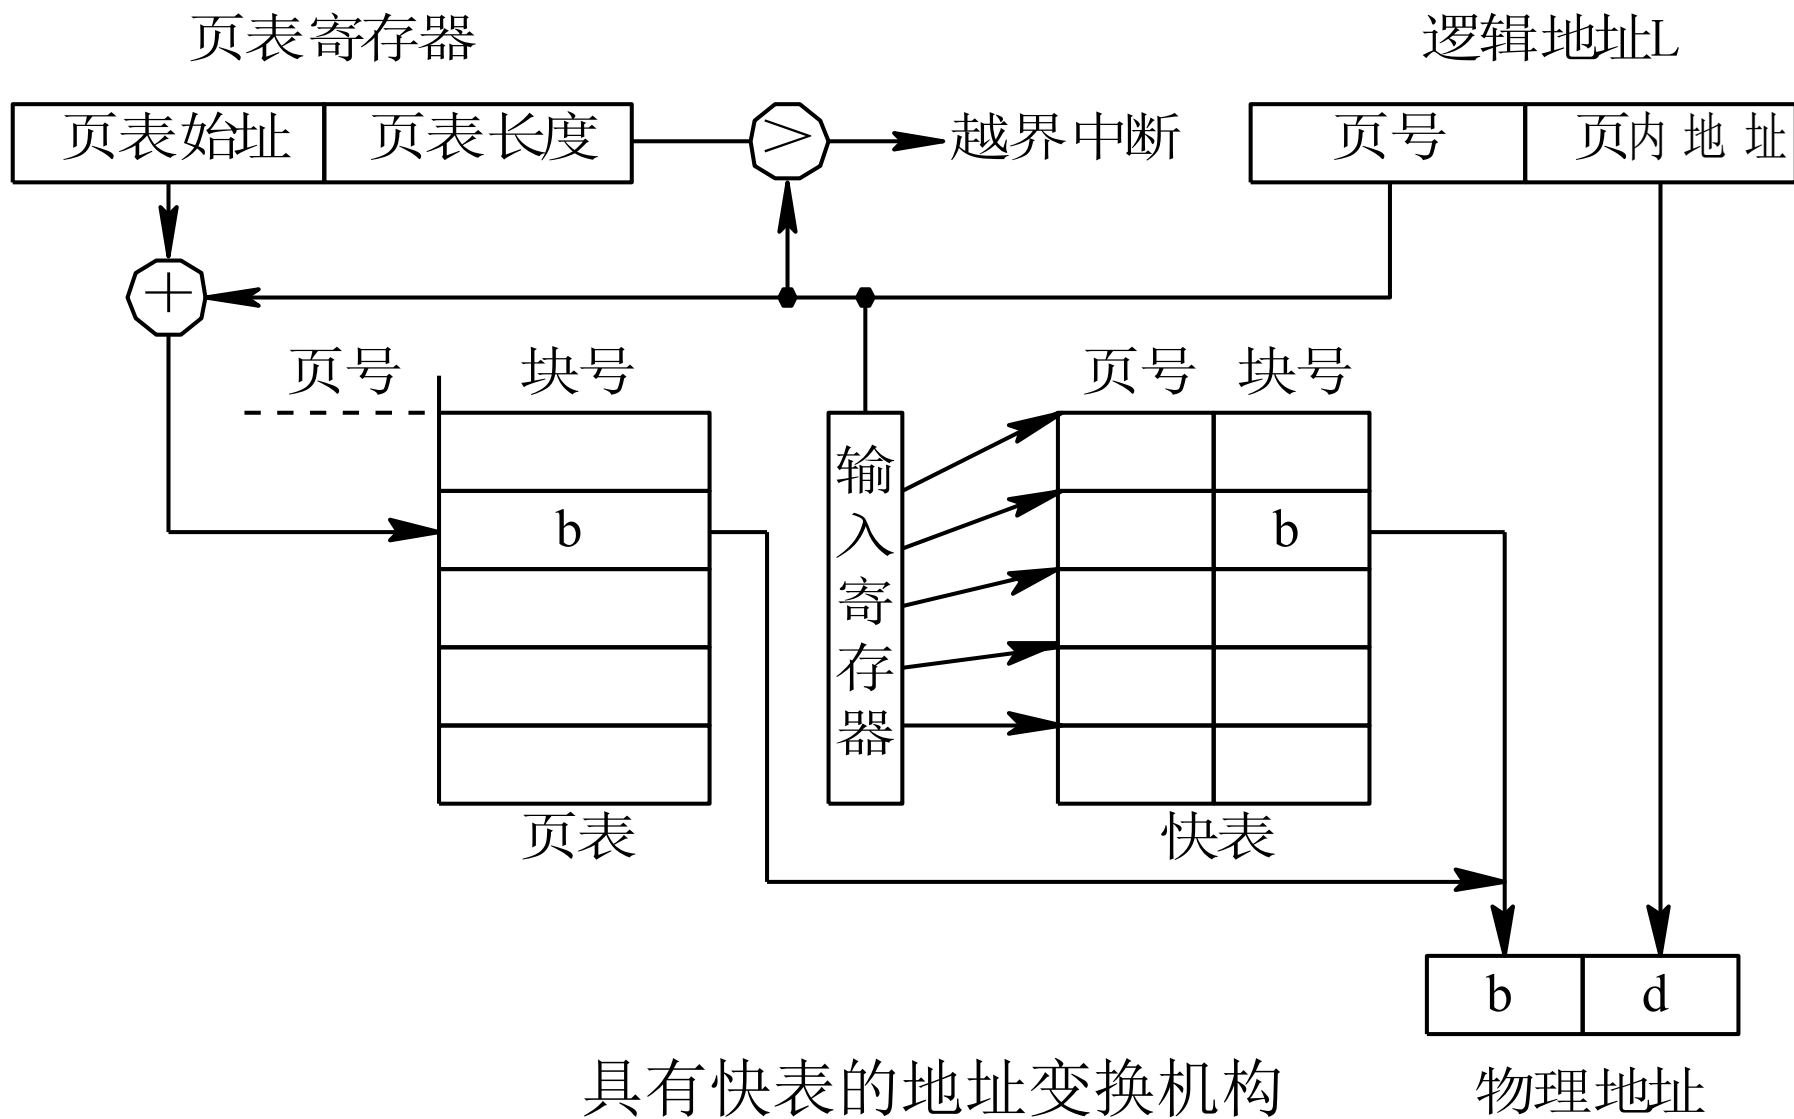 页表寄存器 逻辑地址L
页表始址 页表长度 > 越界中断 页号 页内地址
+
页号 块号 页号 块号
输入寄存器
b b
页表 快表
b d
具有快表的地址变换机构 物理地址